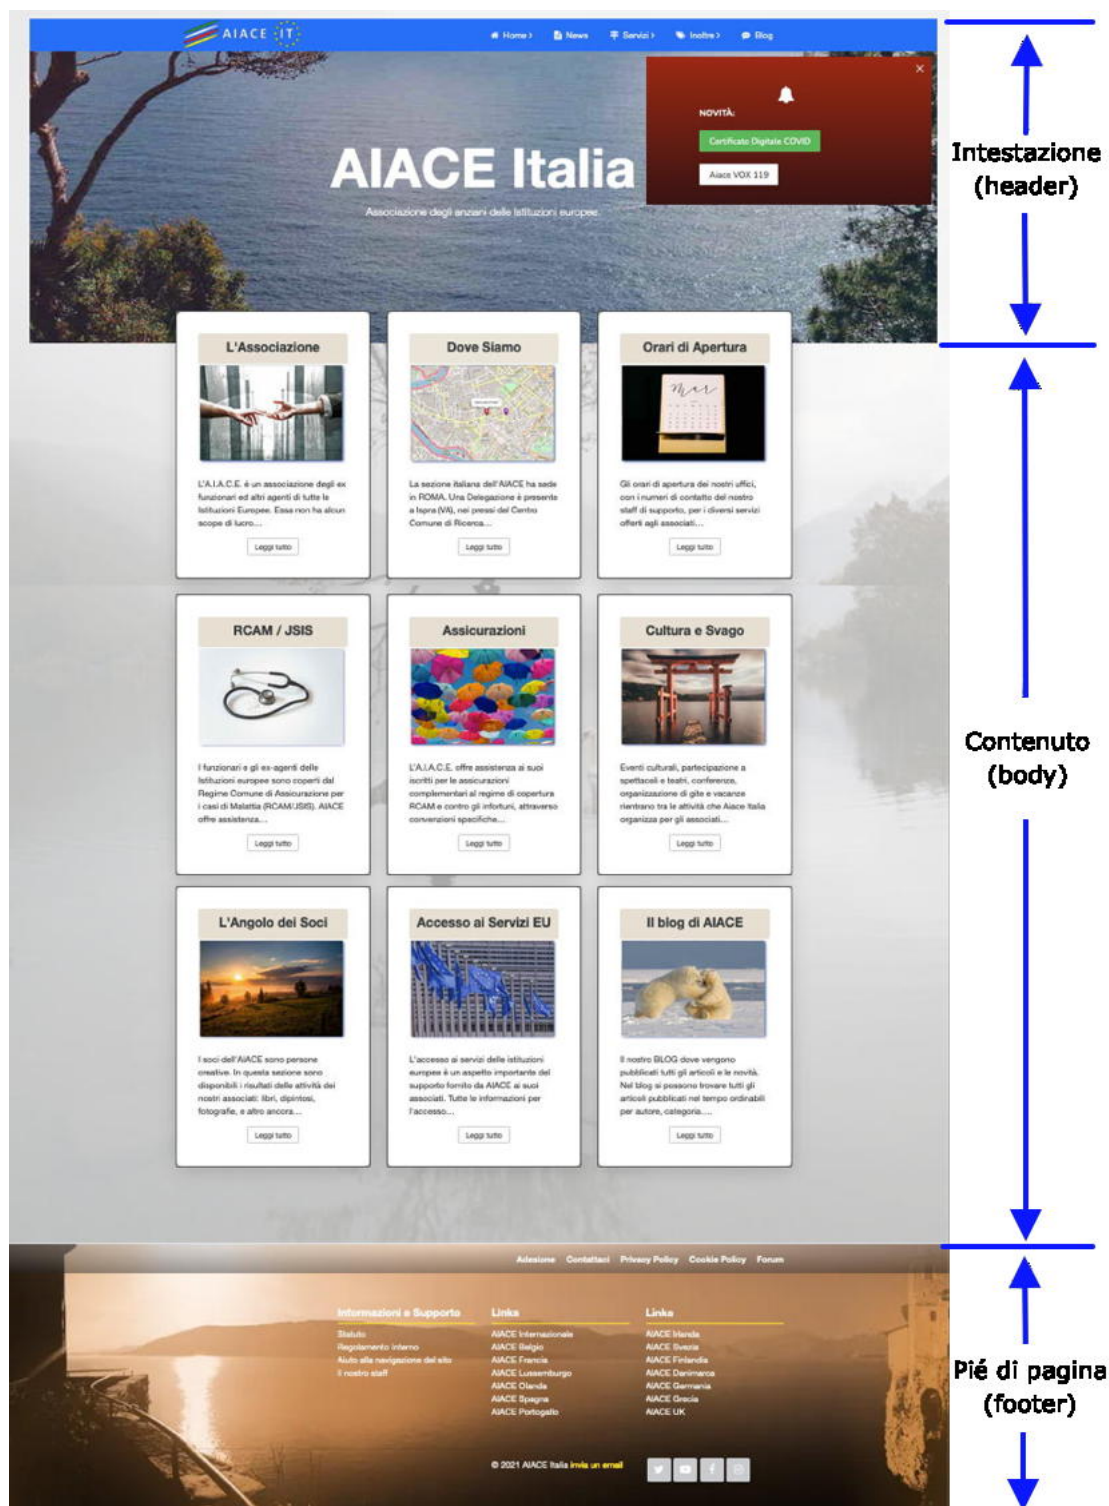 AIACE IT
Home
News
Servizi
Inoltre
Blog
NOVITÀ:
Certificato Digitale COVID
Aiace VOX 119
AIACE Italia
Associazione degli anziani delle Istituzioni europee.
Intestazione
(header)
L'Associazione
L'A.I.A.C.E. è un associazione degli ex
funzionari ed altri agenti di tutte le
Istituzioni Europee. Essa non ha alcun
scopo di lucro...
Leggi tutto
Dove Siamo
La sezione italiana dell'AIACE ha sede
in ROMA. Una Delegazione è presente
a Ispra (VA), nei pressi del Centro
Comune di Ricerca...
Leggi tutto
Orari di Apertura
Mar
Gli orari di apertura dei nostri uffici,
con i numeri di contatto del nostro
staff di supporto, per i diversi servizi
offerti agli associati...
Leggi tutto
RCAM / JSIS
I funzionari e gli ex-agenti delle
Istituzioni europee sono coperti dal
Regime Comune di Assicurazione per
i casi di Malattia (RCAM/JSIS). AIACE
offre assistenza...
Leggi tutto
Assicurazioni
L'A.I.A.C.E. offre assistenza ai suoi
iscritti per le assicurazioni
complementari al regime di copertura
RCAM e contro gli infortuni, attraverso
convenzioni specifiche...
Leggi tutto
Cultura e Svago
Eventi culturali, partecipazione a
spettacoli e teatri, conferenze,
organizzazione di gite e vacanze
rientrano tra le attività che Aiace Italia
organizza per gli associati...
Leggi tutto
Contenuto
(body)
L'Angolo dei Soci
I soci dell'AIACE sono persone
creative. In questa sezione sono
disponibili i risultati delle attività dei
nostri associati: libri, dipintosi,
fotografie, e altro ancora...
Leggi tutto
Accesso ai Servizi EU
L'accesso ai servizi delle istituzioni
europee è un aspetto importante del
supporto fornito da AIACE ai suoi
associati. Tutte le informazioni per
l'accesso...
Leggi tutto
Il blog di AIACE
Il nostro BLOG dove vengono
pubblicati tutti gli articoli e le novità.
Nel blog si possono trovare tutti gli
articoli pubblicati nel tempo ordinabili
per autore, categoria....
Leggi tutto
Adesione Contattaci Privacy Policy Cookie Policy Forum
Informazioni e Supporto
Statuto
Regolamento interno
Aiuto alla navigazione del sito
Il nostro staff
Links
AIACE Internazionale
AIACE Belgio
AIACE Francia
AIACE Lussemburgo
AIACE Olanda
AIACE Spagna
AIACE Portogallo
Links
AIACE Irlanda
AIACE Svezia
AIACE Finlandia
AIACE Danimarca
AIACE Germania
AIACE Grecia
AIACE UK
© 2021 AIACE Italia invia un email
Pié di pagina
(footer)